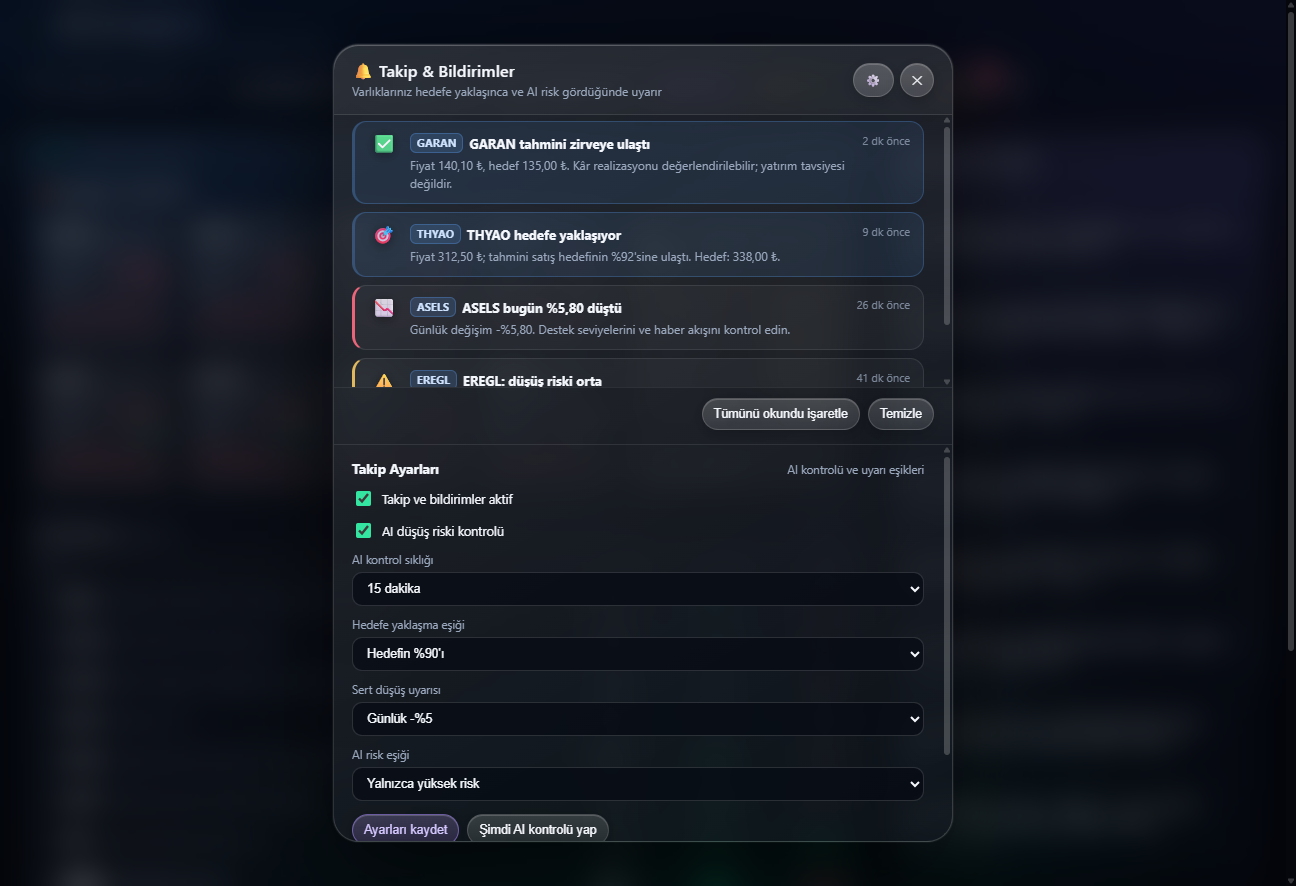 Takip & Bildirimler
Varlıklarınız hedefe yaklaşınca ve AI risk gördüğünde uyarır
GARAN GARAN tahmini zirveye ulaştı 2 dk önce
Fiyat 140,10 ₺, hedef 135,00 ₺. Kâr realizasyonu değerlendirilebilir; yatırım tavsiyesi
değildir.
THYAO THYAO hedefe yaklaşıyor 9 dk önce
Fiyat 312,50 ₺; tahmini satış hedefinin %92'sine ulaştı. Hedef: 338,00 ₺.
ASELS ASELS bugün %5,80 düştü 26 dk önce
Günlük değişim -%5,80. Destek seviyelerini ve haber akışını kontrol edin.
EREGL EREGL: düşüş riski orta 41 dk önce
Tümünü okundu işaretle Temizle
Takip Ayarları AI kontrolü ve uyarı eşikleri
Takip ve bildirimler aktif
AI düşüş riski kontrolü
AI kontrol sıklığı
15 dakika
Hedefe yaklaşma eşiği
Hedefin %90'ı
Sert düşüş uyarısı
Günlük -%5
AI risk eşiği
Yalnızca yüksek risk
Ayarları kaydet Şimdi AI kontrolü yap